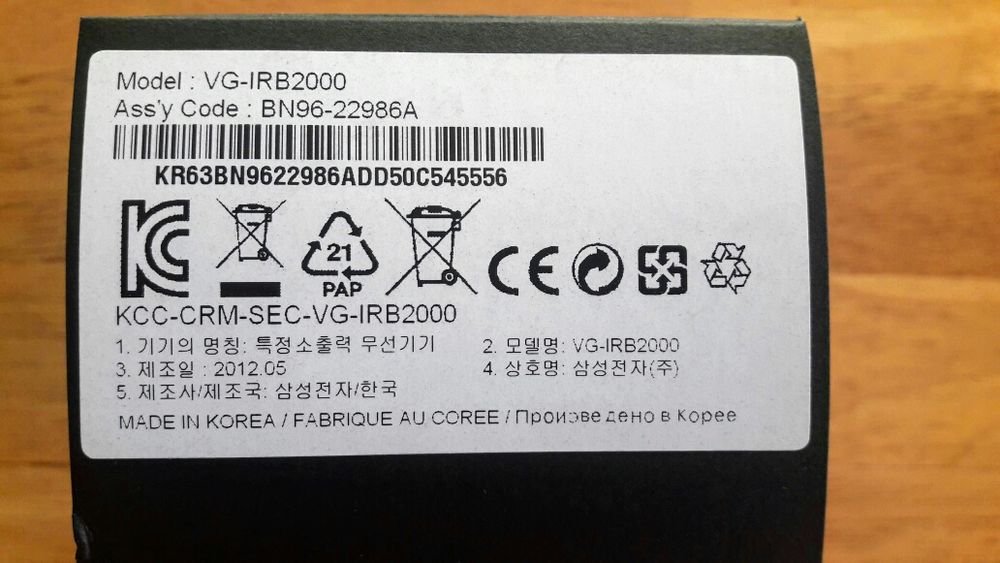 Model : VG-IRB2000
Ass'y Code : BN96-22986A
KR63BN9622986ADD50C545556
21
PAP
CE
KCC-CRM-SEC-VG-IRB2000
1. 기기의 명칭: 특정소출력 무선기기 2. 모델명: VG-IRB2000
3. 제조일 : 2012.05 4. 상호명: 삼성전자(주)
5. 제조사/제조국: 삼성전자/한국
MADE IN KOREA / FABRIQUE AU COREE / Произведено в Корее